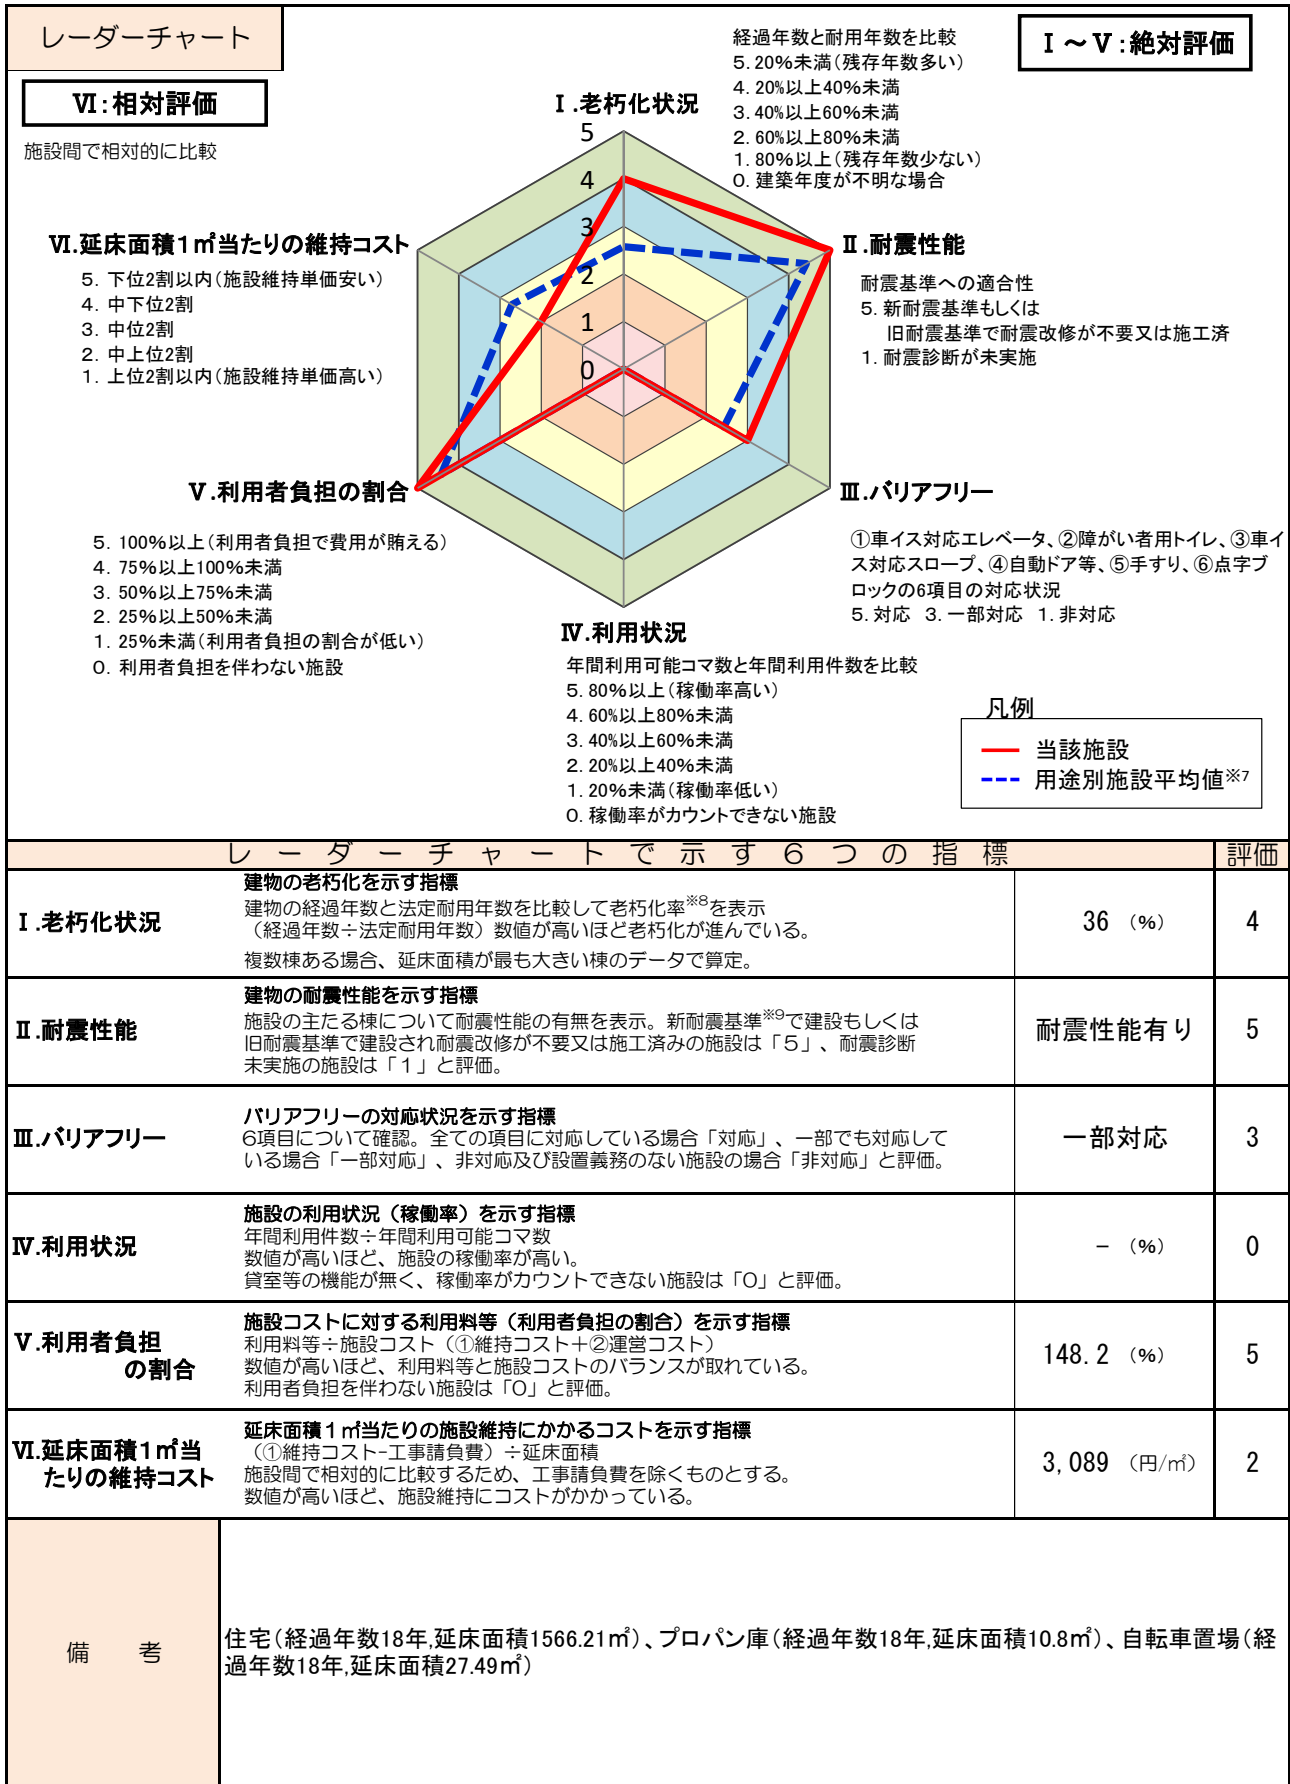 レーダーチャート
Ⅰ～Ⅴ：絶対評価
Ⅵ：相対評価
施設間で相対的に比較
Ⅰ.老朽化状況
経過年数と耐用年数を比較
5.20%未満（残存年数多い）
4.20%以上40%未満
3.40%以上60%未満
2.60%以上80%未満
1.80%以上（残存年数少ない）
0.建築年度が不明な場合
5
4
3
2
1
0
Ⅵ.延床面積1㎡当たりの維持コスト
5. 下位2割以内（施設維持単価安い）
4. 中下位2割
3. 中位2割
2. 中上位2割
1. 上位2割以内（施設維持単価高い）
Ⅱ.耐震性能
耐震基準への適合性
5. 新耐震基準もしくは
旧耐震基準で耐震改修が不要又は施工済
1. 耐震診断が未実施
Ⅴ.利用者負担の割合
5. 100%以上（利用者負担で費用が賄える）
4. 75%以上100%未満
3. 50%以上75%未満
2. 25%以上50%未満
1. 25%未満（利用者負担の割合が低い）
0. 利用者負担を伴わない施設
Ⅲ.バリアフリー
①車イス対応エレベータ、②障がい者用トイレ、③車イ
ス対応スロープ、④自動ドア等、⑤手すり、⑥点字ブ
ロックの6項目の対応状況
5. 対応 3. 一部対応 1. 非対応
Ⅳ.利用状況
年間利用可能コマ数と年間利用件数を比較
5.80%以上（稼働率高い）
4.60%以上80%未満
3.40%以上60%未満
2.20%以上40%未満
1.20%未満（稼働率低い）
0.稼働率がカウントできない施設
凡例
当該施設
用途別施設平均値※7
レーダーチャートで示す６つの指標 評価
Ⅰ.老朽化状況
建物の老朽化を示す指標
建物の経過年数と法定耐用年数を比較して老朽化率※8を表示
（経過年数÷法定耐用年数）数値が高いほど老朽化が進んでいる。
複数棟ある場合、延床面積が最も大きい棟のデータで算定。
36 （%） 4
Ⅱ.耐震性能
建物の耐震性能を示す指標
施設の主たる棟について耐震性能の有無を表示。新耐震基準※9で建設もしくは
旧耐震基準で建設され耐震改修が不要又は施工済みの施設は「５」、耐震診断
未実施の施設は「１」と評価。
耐震性能有り 5
Ⅲ.バリアフリー
バリアフリーの対応状況を示す指標
6項目について確認。全ての項目に対応している場合「対応」、一部でも対応して
いる場合「一部対応」、非対応及び設置義務のない施設の場合「非対応」と評価。
一部対応 3
Ⅳ.利用状況
施設の利用状況（稼働率）を示す指標
年間利用件数÷年間利用可能コマ数
数値が高いほど、施設の稼働率が高い。
貸室等の機能が無く、稼働率がカウントできない施設は「０」と評価。
－ （%） 0
Ⅴ.利用者負担
の割合
施設コストに対する利用料等（利用者負担の割合）を示す指標
利用料等÷施設コスト（①維持コスト＋②運営コスト）
数値が高いほど、利用料等と施設コストのバランスが取れている。
利用者負担を伴わない施設は「０」と評価。
148.2 （%） 5
Ⅵ.延床面積1㎡当
たりの維持コスト
延床面積１㎡当たりの施設維持にかかるコストを示す指標
（①維持コスト−工事請負費）÷延床面積
施設間で相対的に比較するため、工事請負費を除くものとする。
数値が高いほど、施設維持にコストがかかっている。
3,089 （円/㎡） 2
備　考
住宅（経過年数18年,延床面積1566.21㎡）、プロパン庫（経過年数18年,延床面積10.8㎡）、自転車置場（経
過年数18年,延床面積27.49㎡）